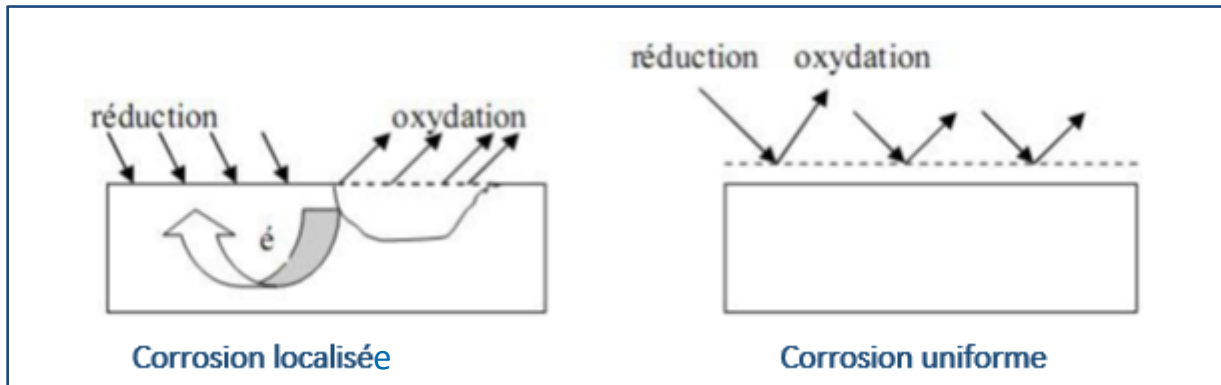 réduction
oxydation
é
Corrosion localisée
réduction oxydation
Corrosion uniforme